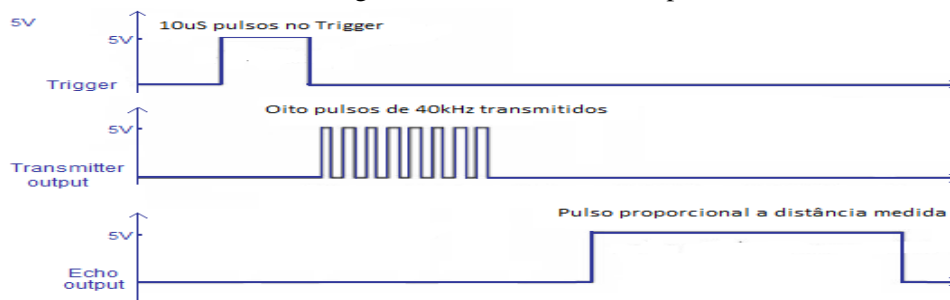 5V
10uS pulsos no Trigger
5V
Trigger
Oito pulsos de 40kHz transmitidos
5V
Transmitter
output
Pulso proporcional a distância medida
5V
Echo
output